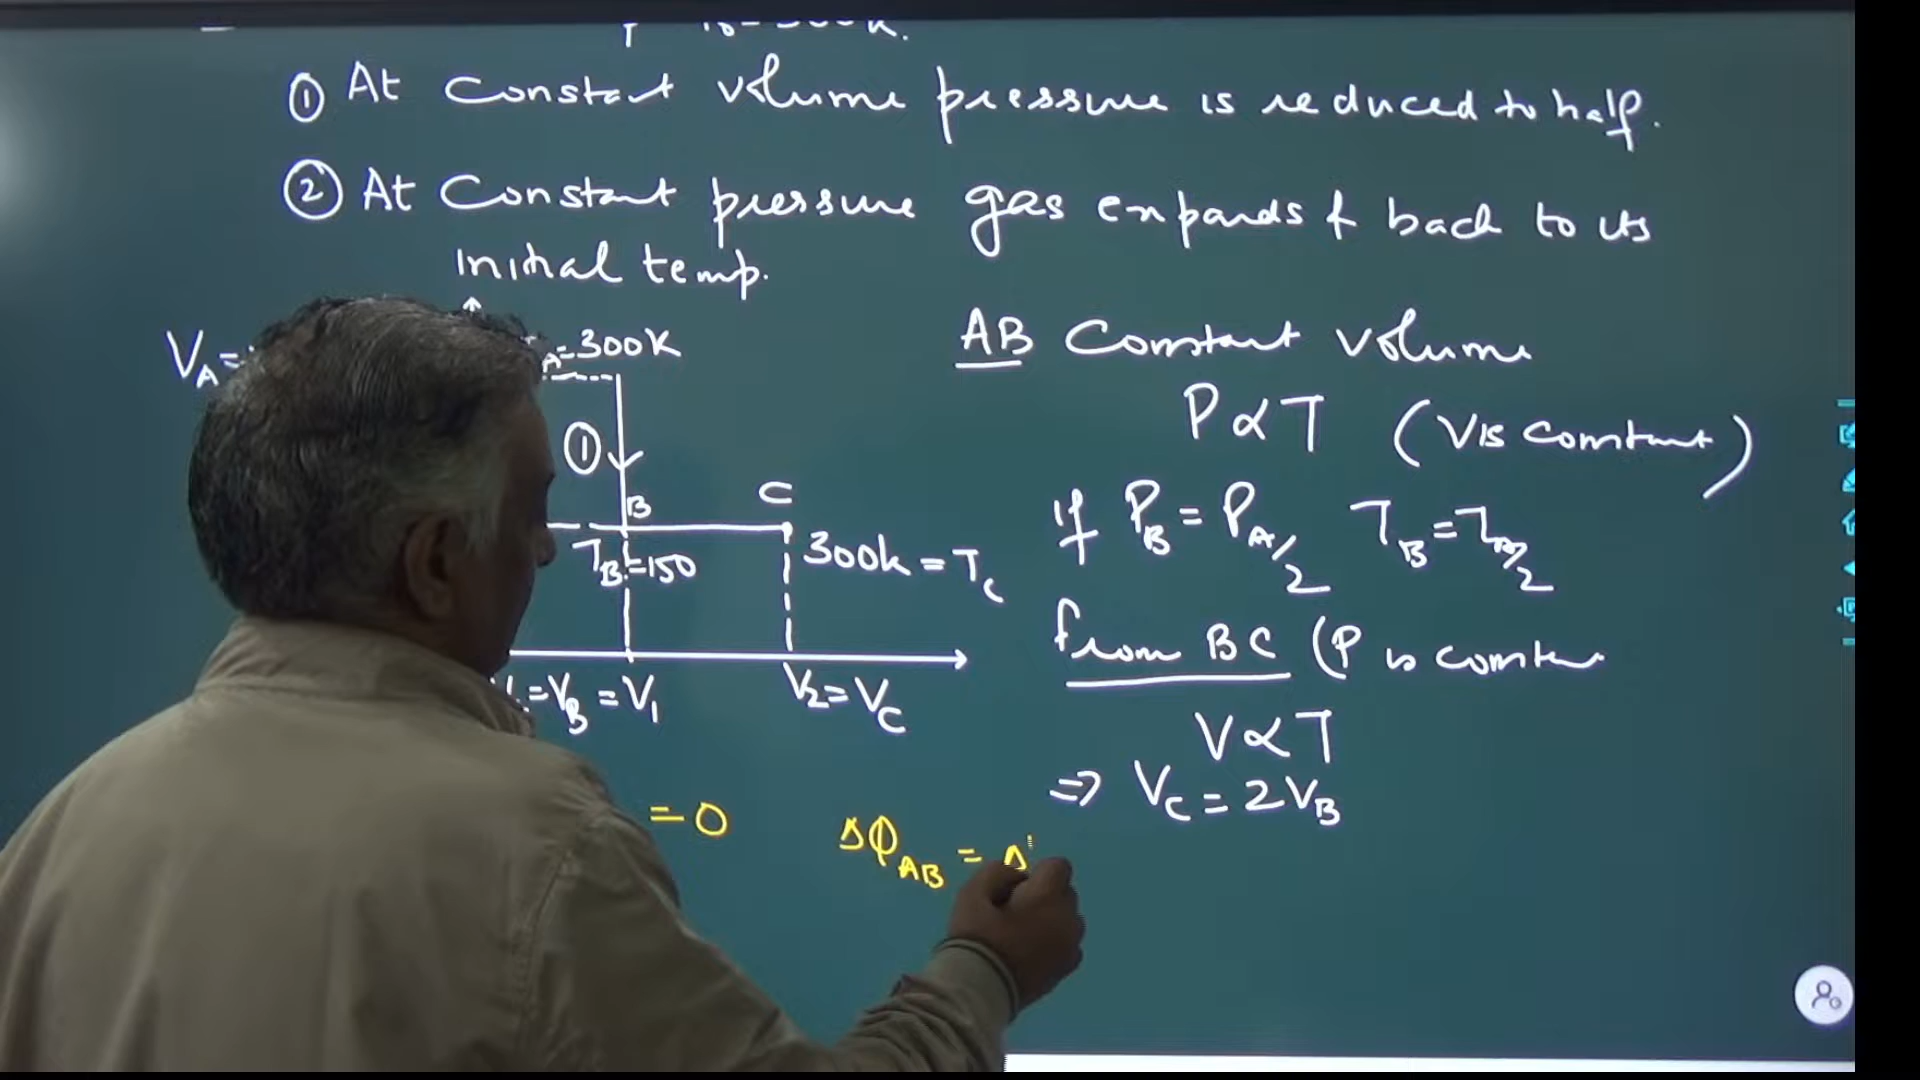 ① At constant volume pressure is reduced to half.
② At constant pressure gas expands & back to its
initial temp.
V_A =
A = 300K
①
B
C
T_B = 150
300k = T_C
= V_B = V_1
V_2 = V_C
= 0
ΔQ_AB = Δ
AB Constant volume
P ∝ T (V is constant)
if P_B = P_A/2 T_B = T_A/2
from BC (P is
V ∝ T
⇒ V_C = 2V_B